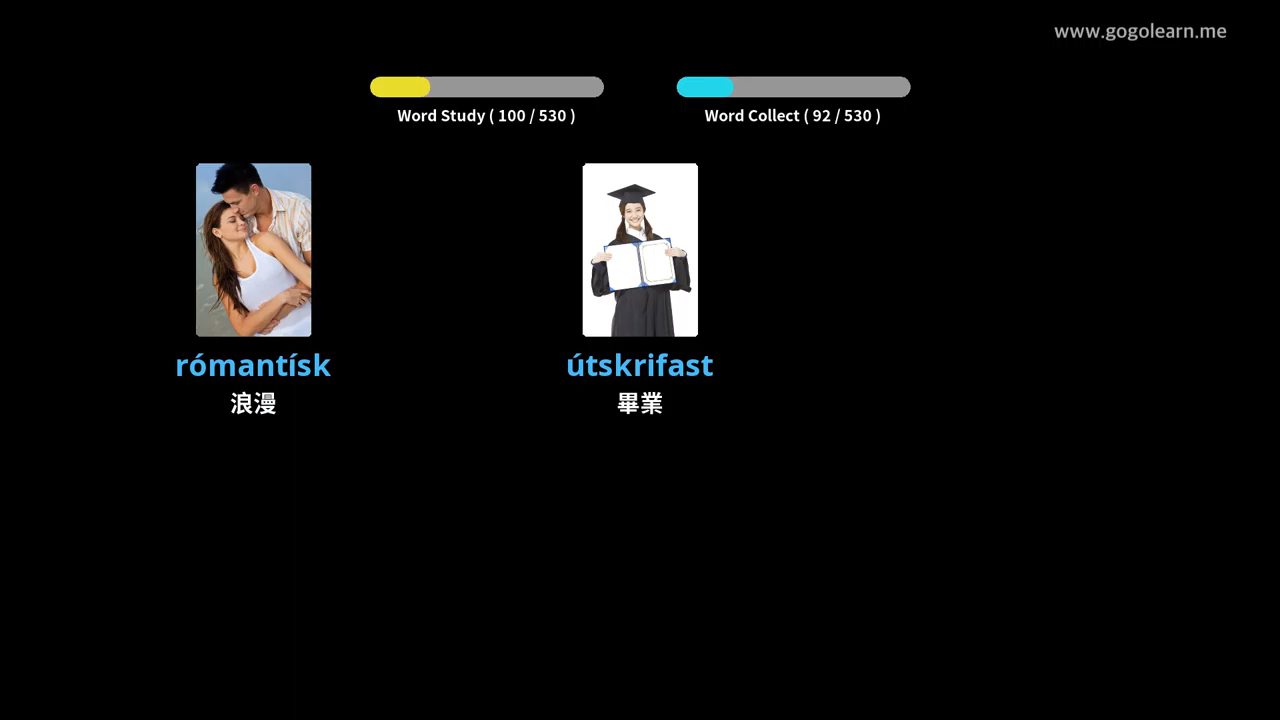 www.gogolearn.me
Word Study ( 100 / 530 )
Word Collect ( 92 / 530 )
rómantísk
浪漫
útskrifast
畢業